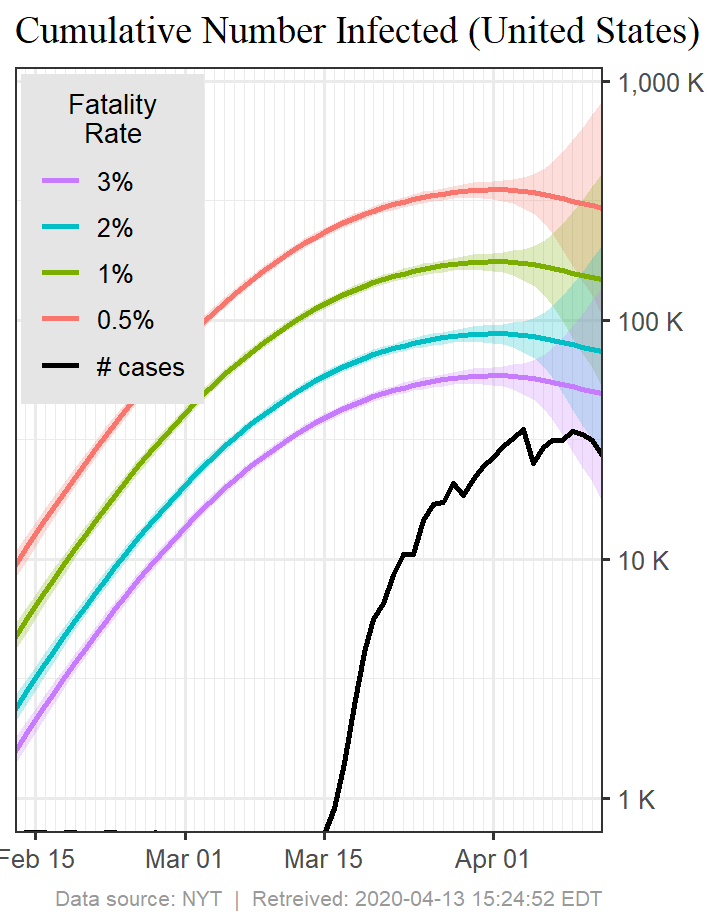 Cumulative Number Infected (United States)
Fatality
Rate
3%
2%
1%
0.5%
# cases
1,000 K
100 K
10 K
1 K
Feb 15
Mar 01
Mar 15
Apr 01
Data source: NYT | Retreived: 2020-04-13 15:24:52 EDT